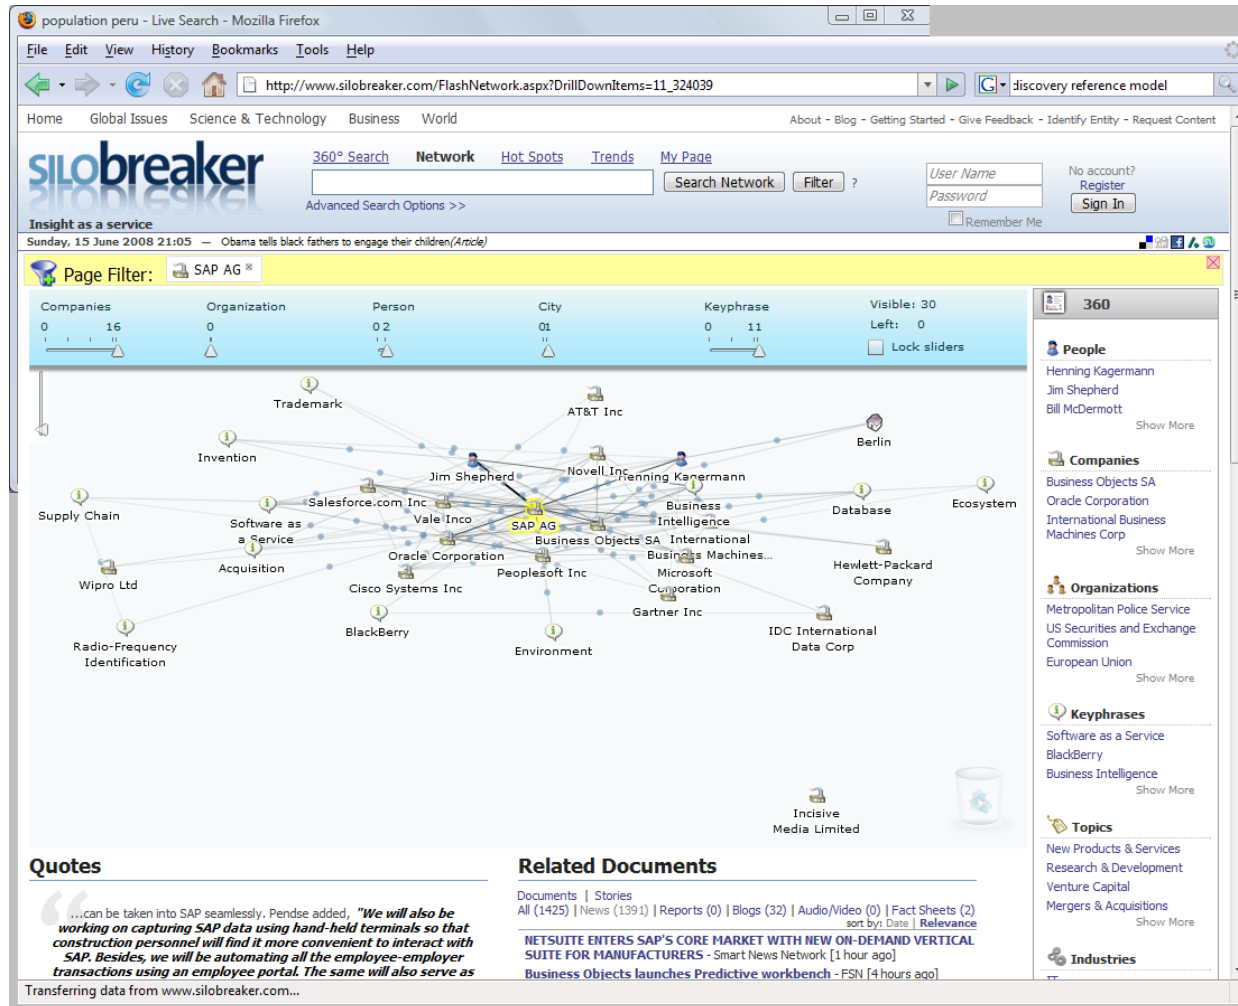 population peru - Live Search - Mozilla Firefox
File Edit View History Bookmarks Tools Help
http://www.silobreaker.com/FlashNetwork.aspx?DrillDownItems=11_324039
G discovery reference model
Home Global Issues Science & Technology Business World
About - Blog - Getting Started - Give Feedback - Identify Entity - Request Content
SILObreaker
Insight as a service
360° Search Network Hot Spots Trends My Page
Search Network Filter ?
Advanced Search Options >>
User Name
Password
Remember Me
No account?
Register
Sign In
Sunday, 15 June 2008 21:05 — Obama tells black fathers to engage their children(Article)
Page Filter: SAP AG
Companies Organization Person City Keyphrase Visible: 30
0 16 0 0 2 01 0 11 Left: 0
Lock sliders
Trademark
AT&T Inc
Berlin
Invention
Jim Shepherd
Novell Inc
Henning Kagermann
Supply Chain
Salesforce.com Inc
Vale Inco
Software as
a Service
SAP AG
Business
Intelligence
Database
Ecosystem
Business Objects SA
International
Business Machines...
Oracle Corporation
Acquisition
Wipro Ltd
Cisco Systems Inc
Peoplesoft Inc
Microsoft
Corporation
Hewlett-Packard
Company
Gartner Inc
BlackBerry
Environment
IDC International
Data Corp
Radio-Frequency
Identification
Incisive
Media Limited
360
People
Henning Kagermann
Jim Shepherd
Bill McDermott
Show More
Companies
Business Objects SA
Oracle Corporation
International Business
Machines Corp
Show More
Organizations
Metropolitan Police Service
US Securities and Exchange
Commission
European Union
Show More
Keyphrases
Software as a Service
BlackBerry
Business Intelligence
Show More
Topics
New Products & Services
Research & Development
Venture Capital
Mergers & Acquisitions
Show More
Industries
Quotes
...can be taken into SAP seamlessly. Pendse added, "We will also be
working on capturing SAP data using hand-held terminals so that
construction personnel will find it more convenient to interact with
SAP. Besides, we will be automating all the employee-employer
transactions using an employee portal. The same will also serve as
Related Documents
Documents | Stories
All (1425) | News (1391) | Reports (0) | Blogs (32) | Audio/Video (0) | Fact Sheets (2)
sort by: Date | Relevance
NETSUITE ENTERS SAP'S CORE MARKET WITH NEW ON-DEMAND VERTICAL
SUITE FOR MANUFACTURERS - Smart News Network [1 hour ago]
Business Objects launches Predictive workbench - FSN [4 hours ago]
Transferring data from www.silobreaker.com...